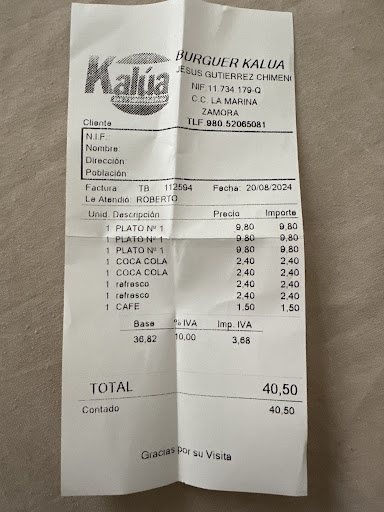 Kalúa
BURGUER KALUA
JESUS GUTIERREZ CHIMENO
NIF.11.734.179-Q
C.C. LA MARINA
ZAMORA
TLF.980.52065081
Cliente
N.I.F.:
Nombre:
Dirección:
Población:
Factura: TB 112594 Fecha: 20/08/2024
Le Atendió: ROBERTO
Unid. Descripción Precio Importe
1 PLATO Nº 1 9,80 9,80
1 PLATO Nº 1 9,80 9,80
1 PLATO Nº 1 9,80 9,80
1 COCA COLA 2,40 2,40
1 COCA COLA 2,40 2,40
1 refresco 2,40 2,40
1 refresco 2,40 2,40
1 CAFE 1,50 1,50
Base % IVA Imp. IVA
36,82 10,00 3,68
TOTAL 40,50
Contado 40,50
Gracias por su Visita